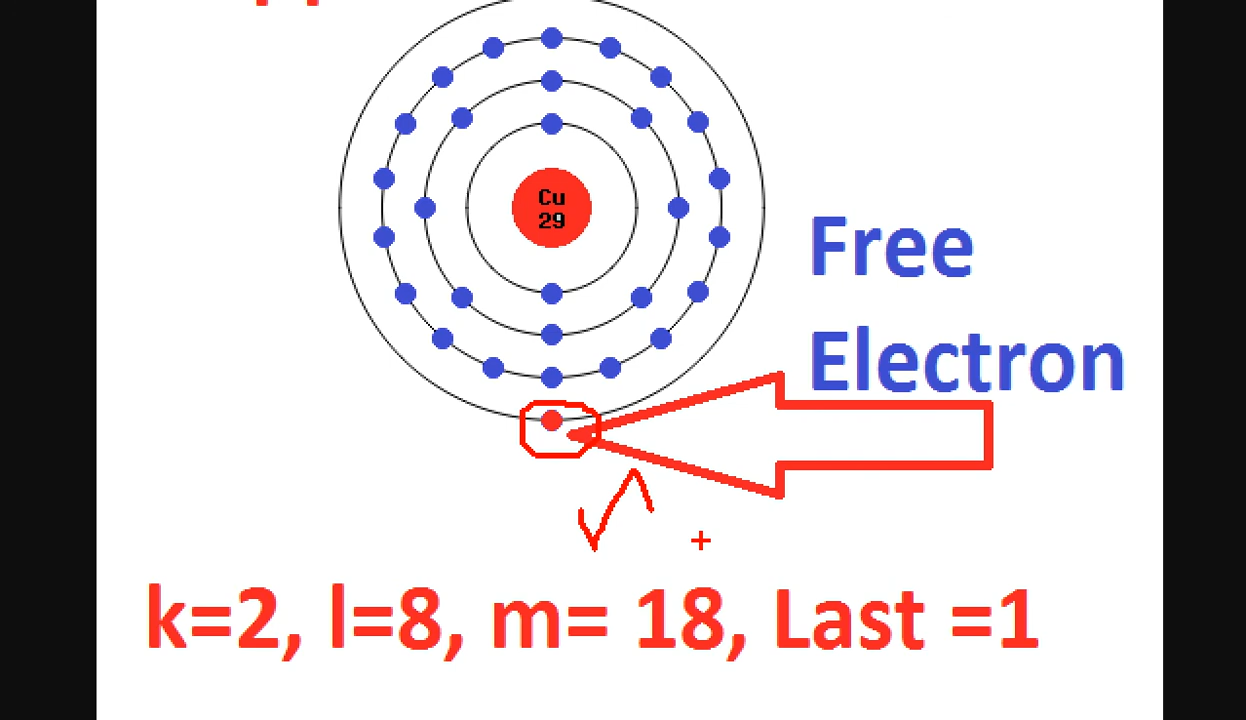 Cu
29
Free
Electron
+
k=2, l=8, m= 18, Last =1